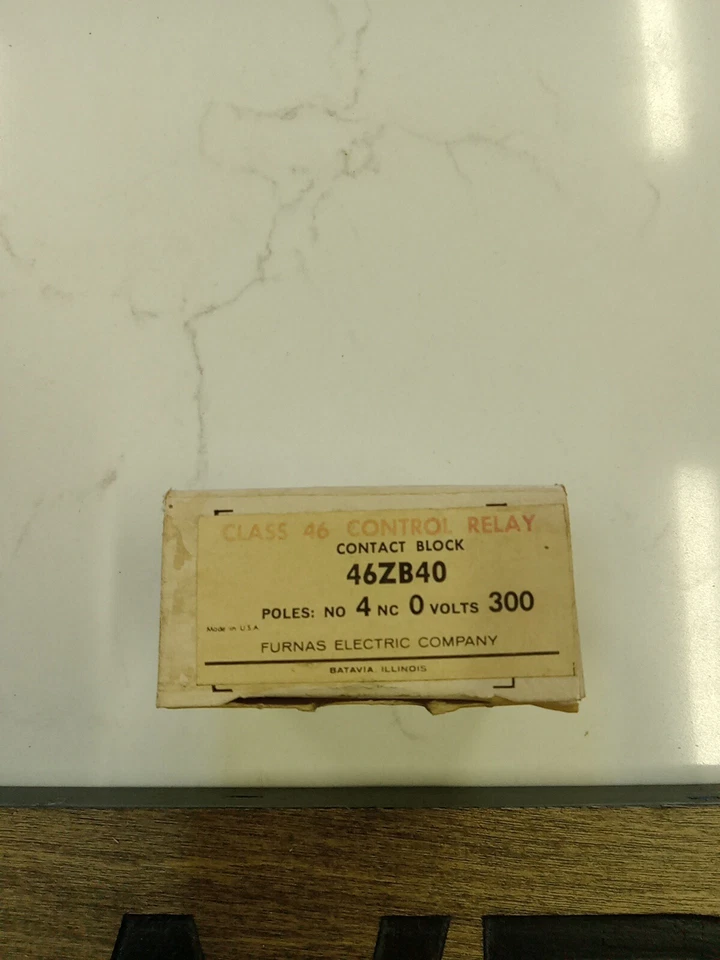 CLASS 46 CONTROL RELAY
CONTACT BLOCK
46ZB40
POLES: NO 4 NC 0 VOLTS 300
Made in U.S.A.
FURNAS ELECTRIC COMPANY
BATAVIA, ILLINOIS